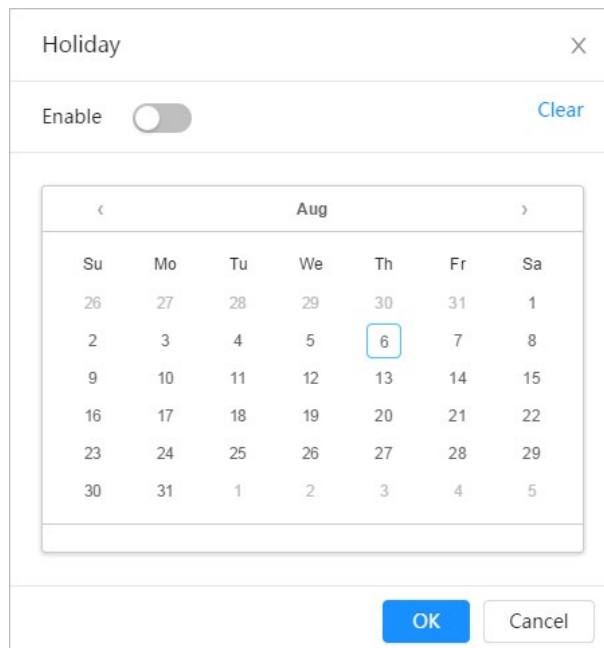 Holiday
Enable Clear
Aug
Su Mo Tu We Th Fr Sa
26 27 28 29 30 31 1
2 3 4 5 6 7 8
9 10 11 12 13 14 15
16 17 18 19 20 21 22
23 24 25 26 27 28 29
30 31 1 2 3 4 5
OK Cancel